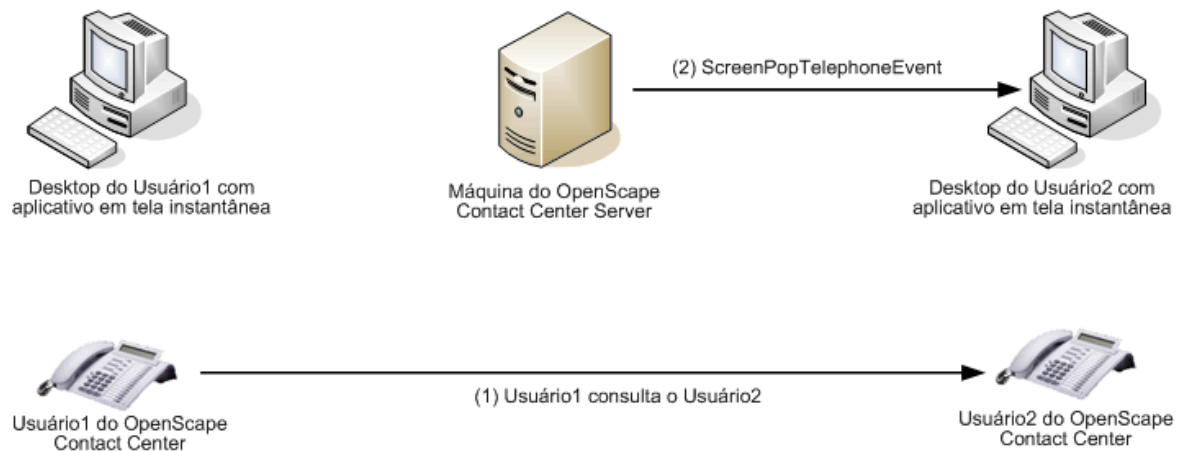 (2) ScreenPopTelephoneEvent
Desktop do Usuário1 com
aplicativo em tela instantânea
Máquina do OpenScape
Contact Center Server
Desktop do Usuário2 com
aplicativo em tela instantânea
(1) Usuário1 consulta o Usuário2
Usuário1 do OpenScape
Contact Center
Usuário2 do OpenScape
Contact Center